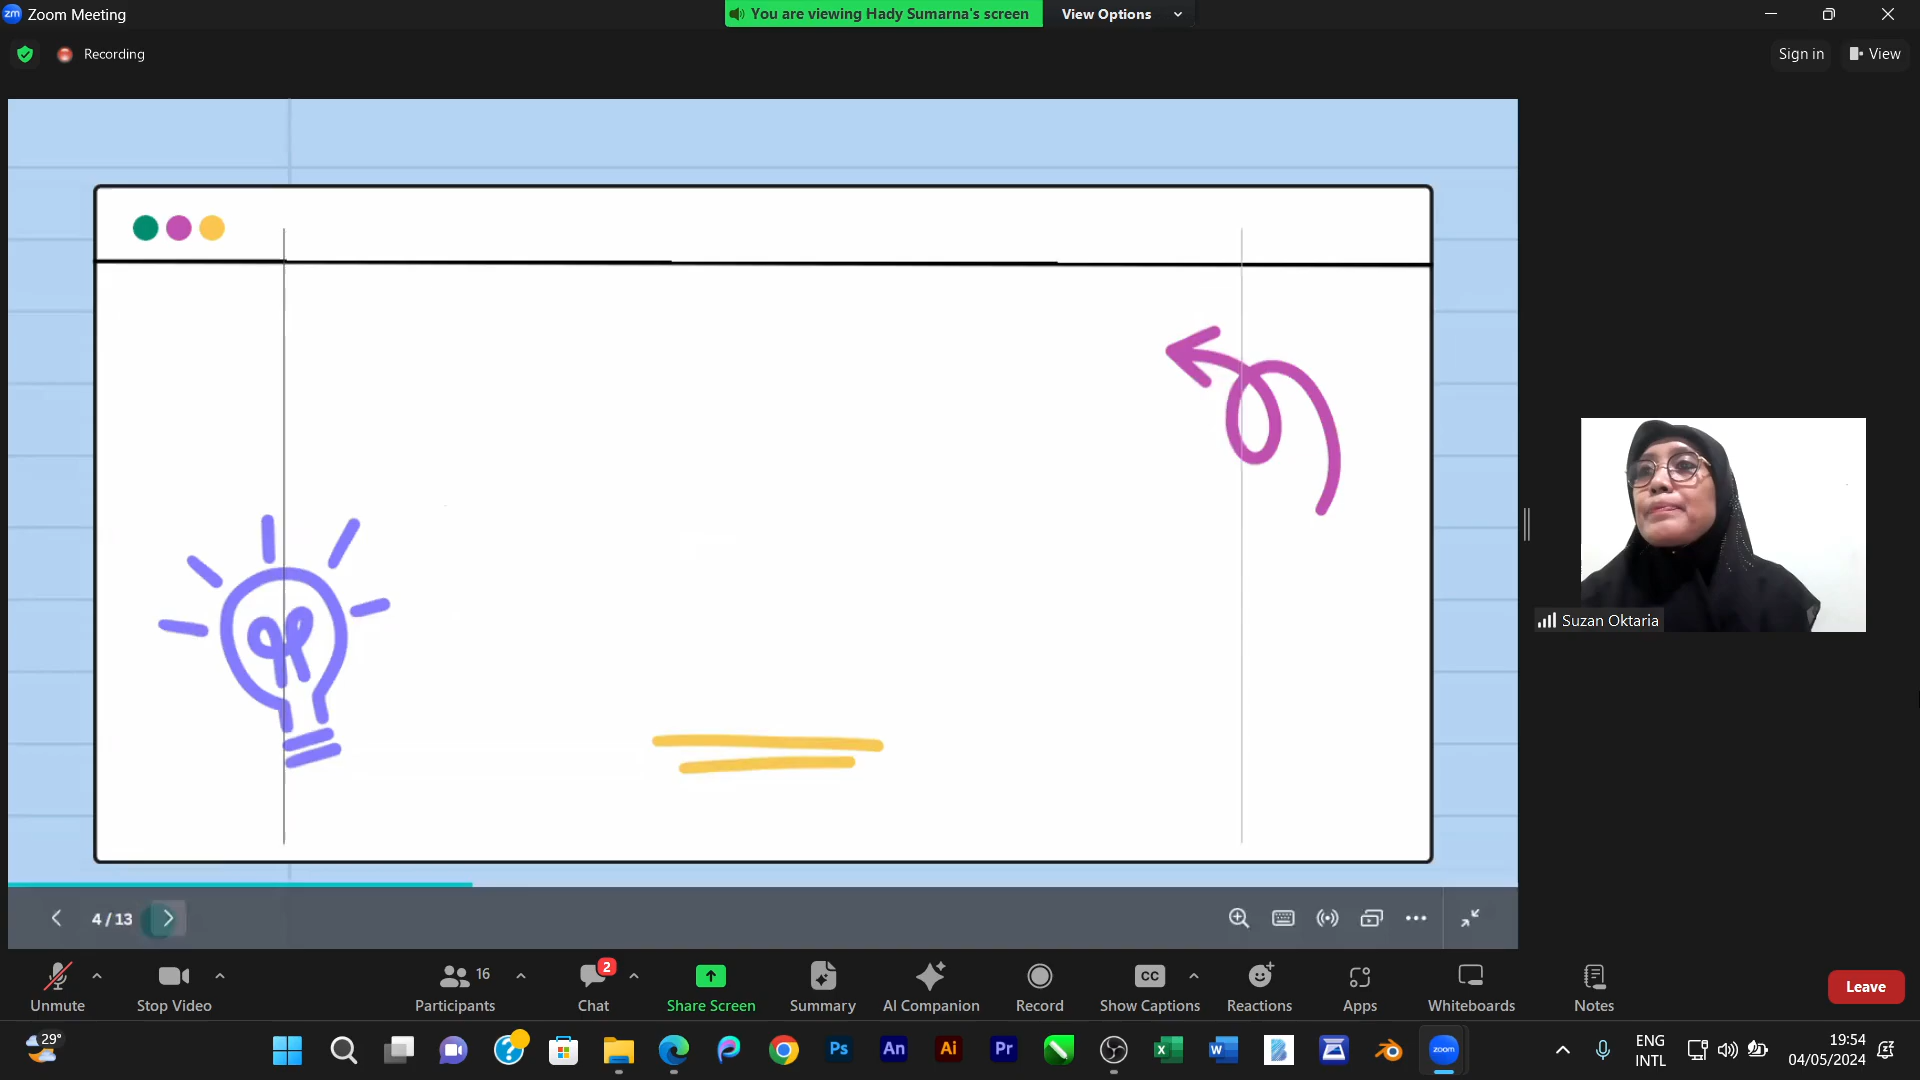 zm Zoom Meeting
You are viewing Hady Sumarna's screen
View Options
Recording
Sign in
View
Suzan Oktaria
4 / 13
Unmute
Stop Video
16
Participants
2
Chat
Share Screen
Summary
AI Companion
Record
CC
Show Captions
Reactions
Apps
Whiteboards
Notes
Leave
29°
Ps
An
Ai
Pr
zoom
ENG
INTL
19:54
04/05/2024